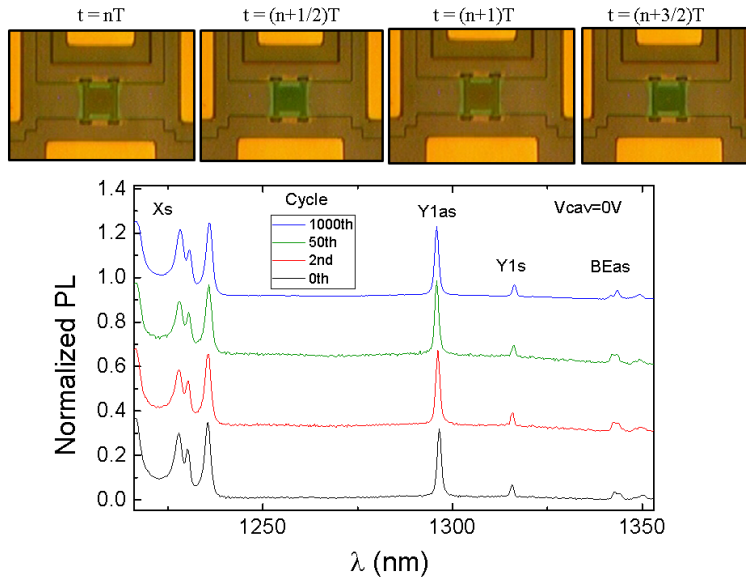 t = nT t = (n+1/2)T t = (n+1)T t = (n+3/2)T
Xs
Cycle
1000th
50th
2nd
0th
Y1as
Y1s
Vcav=0V
BEas
Normalized PL
1.4
1.2
1.0
0.8
0.6
0.4
0.2
0.0
1250 1300 1350
λ (nm)